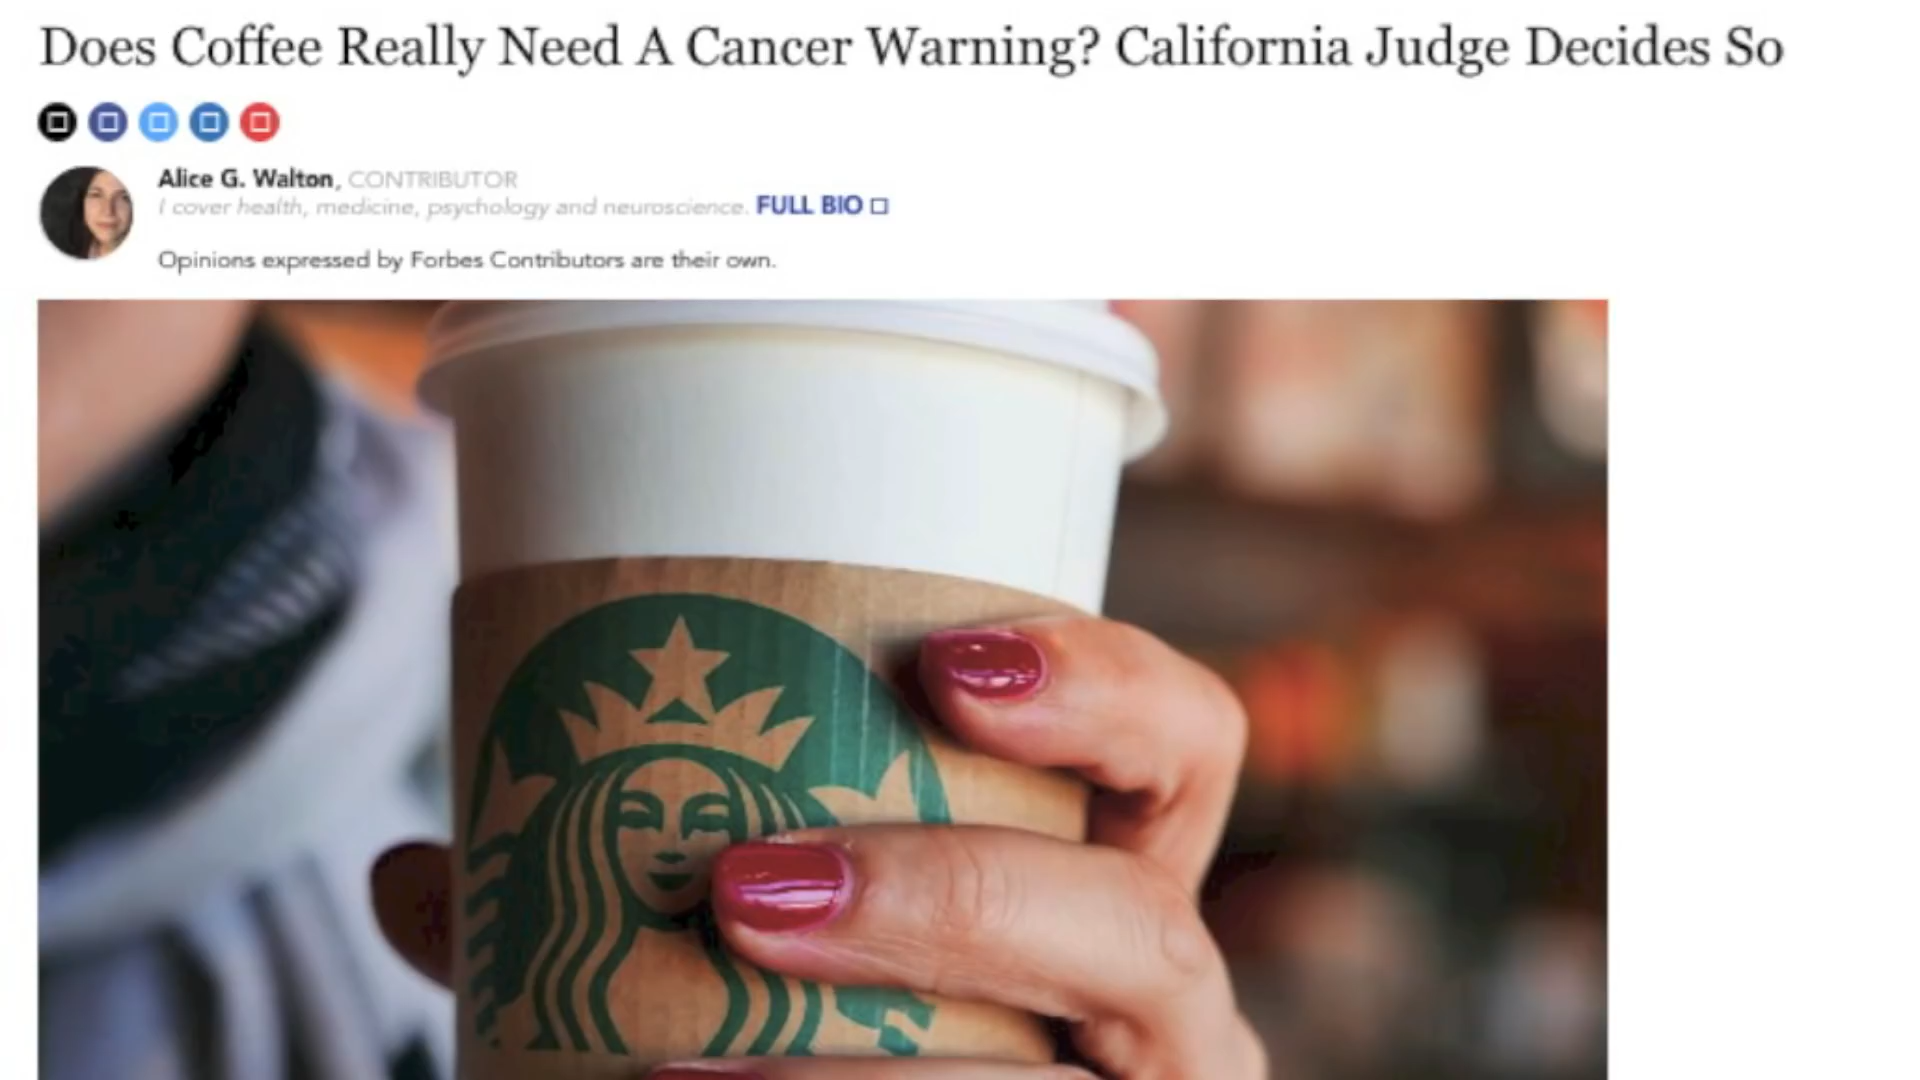 Does Coffee Really Need A Cancer Warning? California Judge Decides So
Alice G. Walton, CONTRIBUTOR
I cover health, medicine, psychology and neuroscience. FULL BIO
Opinions expressed by Forbes Contributors are their own.